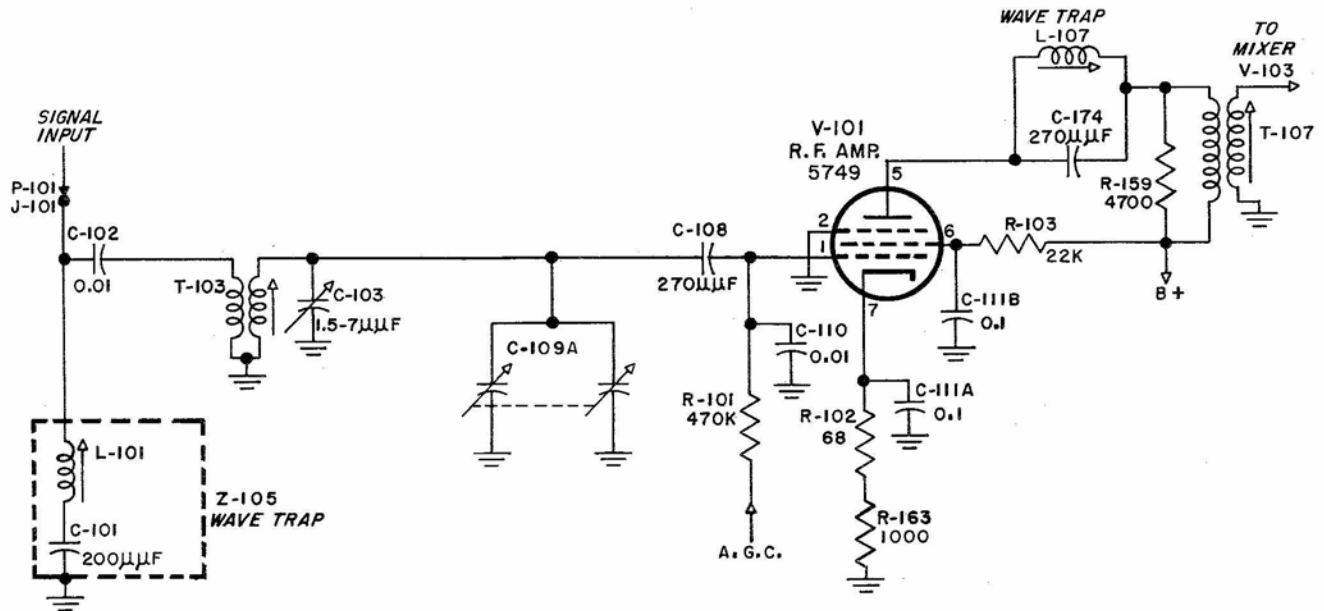 WAVE TRAP
L-107
TO
MIXER
V-103
SIGNAL
INPUT
P-101
J-101
C-102
0.01
T-103
C-103
1.5-7μμF
C-109A
C-108
270μμF
V-101
R.F. AMP.
5749
5
2
1
6
7
C-174
270μμF
R-159
4700
T-107
R-103
22K
B+
C-111B
0.1
C-110
0.01
R-101
470K
A.G.C.
C-111A
0.1
R-102
68
R-163
1000
L-101
Z-105
WAVE TRAP
C-101
200μμF